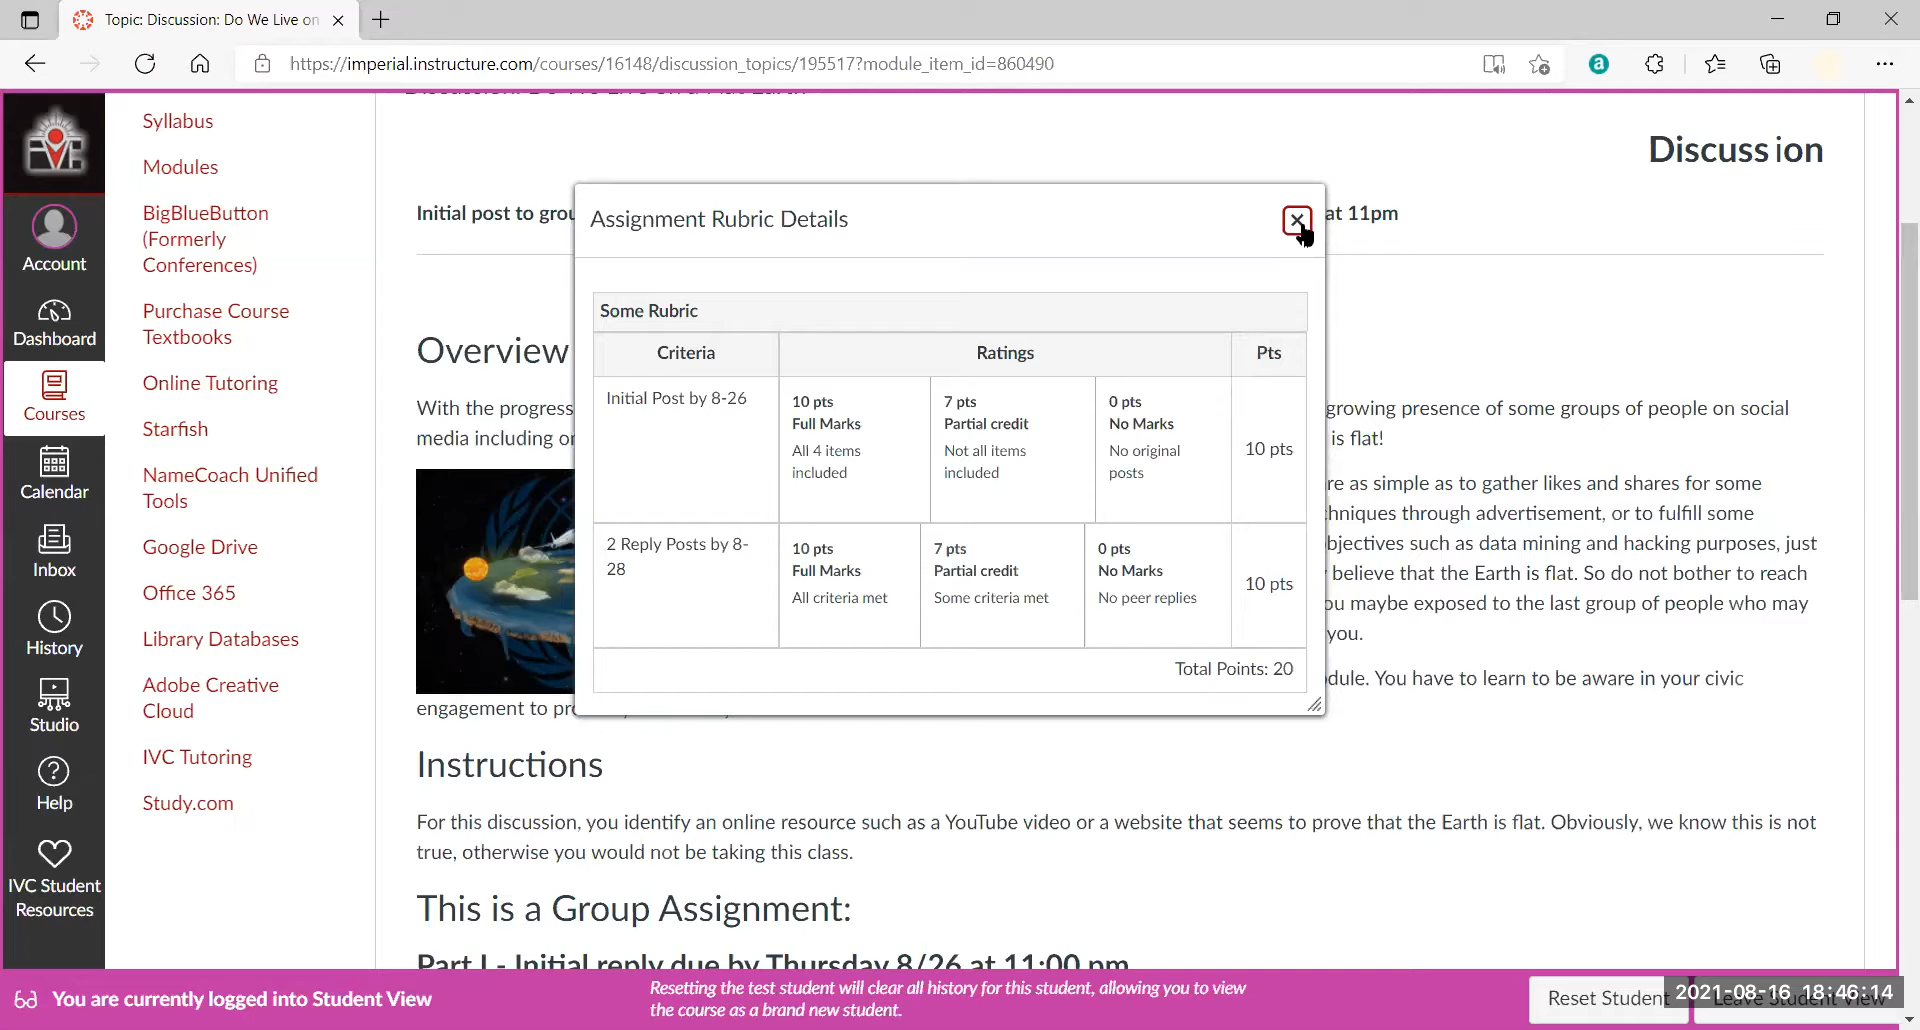 Topic: Discussion: Do We Live on
https://imperial.instructure.com/courses/16148/discussion_topics/195517?module_item_id=860490
Account
Dashboard
Courses
Calendar
Inbox
History
Studio
Help
IVC Student
Resources
Syllabus
Modules
BigBlueButton
(Formerly
Conferences)
Purchase Course
Textbooks
Online Tutoring
Starfish
NameCoach Unified
Tools
Google Drive
Office 365
Library Databases
Adobe Creative
Cloud
IVC Tutoring
Study.com
Discussion
Initial post to grou
at 11pm
Assignment Rubric Details
Some Rubric
Criteria Ratings Pts
Initial Post by 8-26
10 pts
Full Marks
All 4 items
included
7 pts
Partial credit
Not all items
included
0 pts
No Marks
No original
posts
10 pts
2 Reply Posts by 8-
28
10 pts
Full Marks
All criteria met
7 pts
Partial credit
Some criteria met
0 pts
No Marks
No peer replies
10 pts
Total Points: 20
Overview
With the progress
growing presence of some groups of people on social
media including
is flat!
re as simple as to gather likes and shares for some
chniques through advertisement, or to fulfill some
bjectives such as data mining and hacking purposes, just
believe that the Earth is flat. So do not bother to reach
ou maybe exposed to the last group of people who may
you.
dule. You have to learn to be aware in your civic
engagement to
Instructions
For this discussion, you identify an online resource such as a YouTube video or a website that seems to prove that the Earth is flat. Obviously, we know this is not
true, otherwise you would not be taking this class.
This is a Group Assignment:
Part I - Initial reply due by Thursday 8/26 at 11:00 pm
You are currently logged into Student View
Resetting the test student will clear all history for this student, allowing you to view
the course as a brand new student.
Reset Student
Leave Student View
2021-08-16 18:46:14